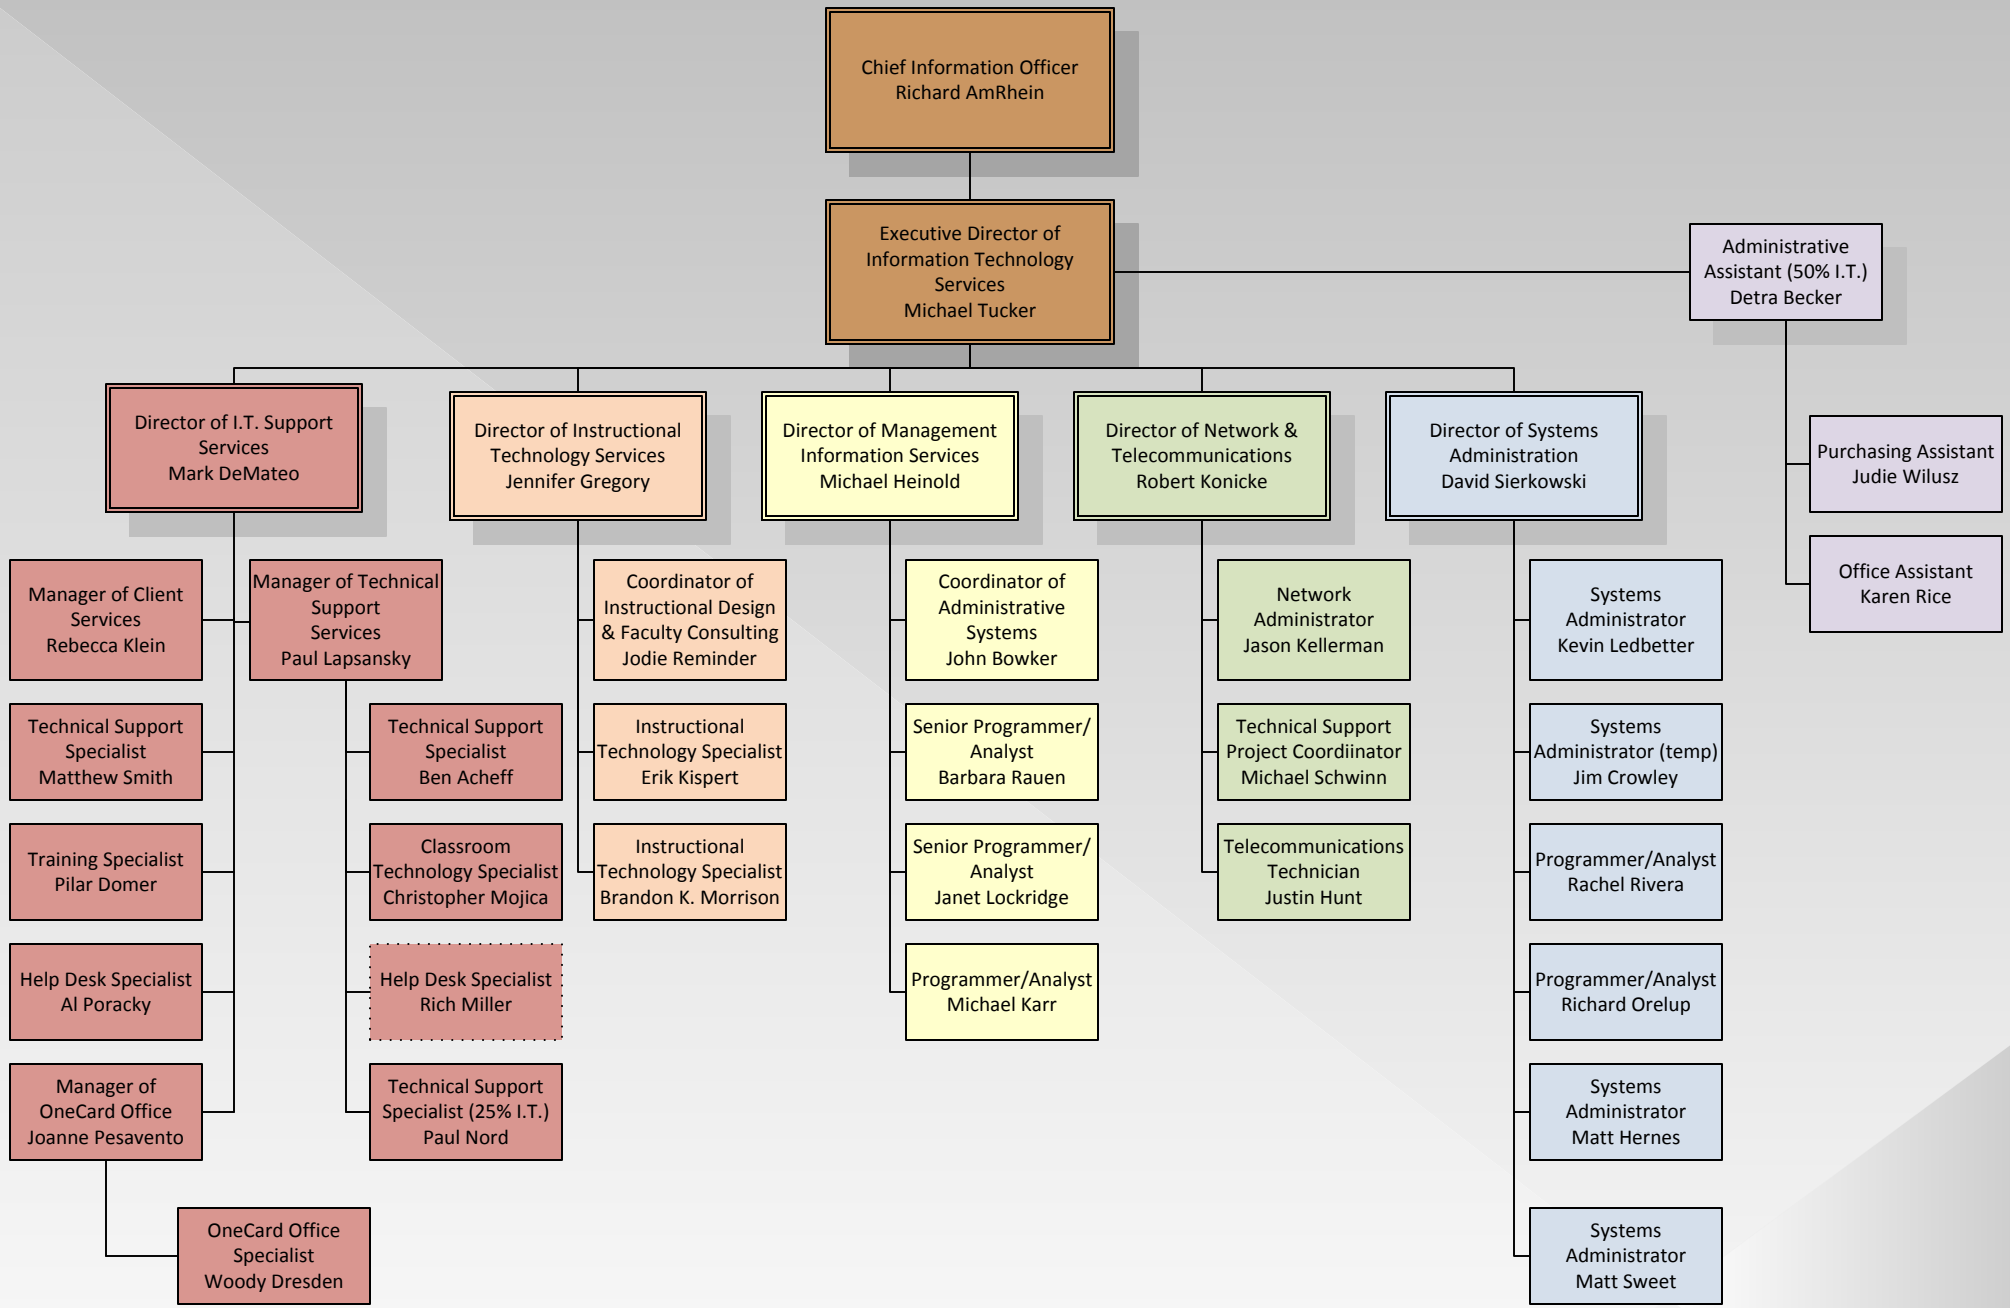 Chief Information Officer
Richard AmRhein
Executive Director of
Information Technology
Services
Michael Tucker
Administrative
Assistant (50% I.T.)
Detra Becker
Director of I.T. Support
Services
Mark DeMateo
Director of Instructional
Technology Services
Jennifer Gregory
Director of Management
Information Services
Michael Heinold
Director of Network &
Telecommunications
Robert Konicke
Director of Systems
Administration
David Sierkowski
Purchasing Assistant
Judie Wilusz
Office Assistant
Karen Rice
Manager of Client
Services
Rebecca Klein
Manager of Technical
Support
Services
Paul Lapsansky
Coordinator of
Instructional Design
& Faculty Consulting
Jodie Reminder
Coordinator of
Administrative
Systems
John Bowker
Network
Administrator
Jason Kellerman
Systems
Administrator
Kevin Ledbetter
Technical Support
Specialist
Matthew Smith
Technical Support
Specialist
Ben Acheff
Instructional
Technology Specialist
Erik Kispert
Senior Programmer/
Analyst
Barbara Rauen
Technical Support
Project Coordiinator
Michael Schwinn
Systems
Administrator (temp)
Jim Crowley
Training Specialist
Pilar Domer
Classroom
Technology Specialist
Christopher Mojica
Instructional
Technology Specialist
Brandon K. Morrison
Senior Programmer/
Analyst
Janet Lockridge
Telecommunications
Technician
Justin Hunt
Programmer/Analyst
Rachel Rivera
Help Desk Specialist
Al Poracky
Help Desk Specialist
Rich Miller
Programmer/Analyst
Michael Karr
Programmer/Analyst
Richard Orelup
Manager of
OneCard Office
Joanne Pesavento
Technical Support
Specialist (25% I.T.)
Paul Nord
Systems
Administrator
Matt Hernes
OneCard Office
Specialist
Woody Dresden
Systems
Administrator
Matt Sweet